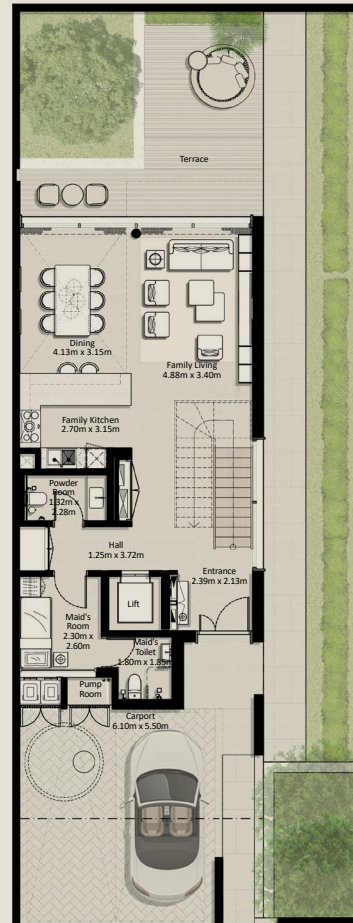 Terrace
Dining
4.13m x 3.15m
Family Living
4.88m x 3.40m
Family Kitchen
2.70m x 3.15m
Powder
Room
1.32m x
2.28m
Hall
1.25m x 3.72m
Entrance
2.39m x 2.13m
Lift
Maid's
Room
2.30m x
2.60m
Maid's
Toilet
1.80m x 1.85m
Pump
Room
Carport
6.10m x 5.50m